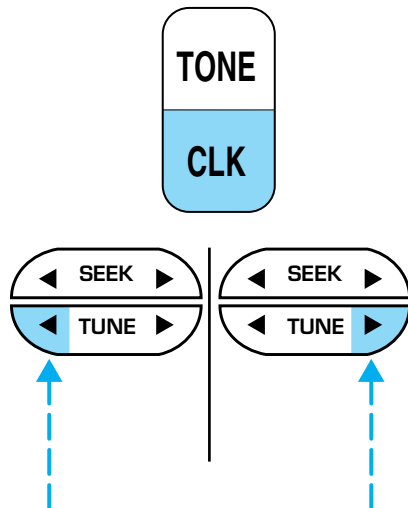 TONE
CLK
◀ SEEK ▶
◀ TUNE ▶
◀ SEEK ▶
◀ TUNE ▶